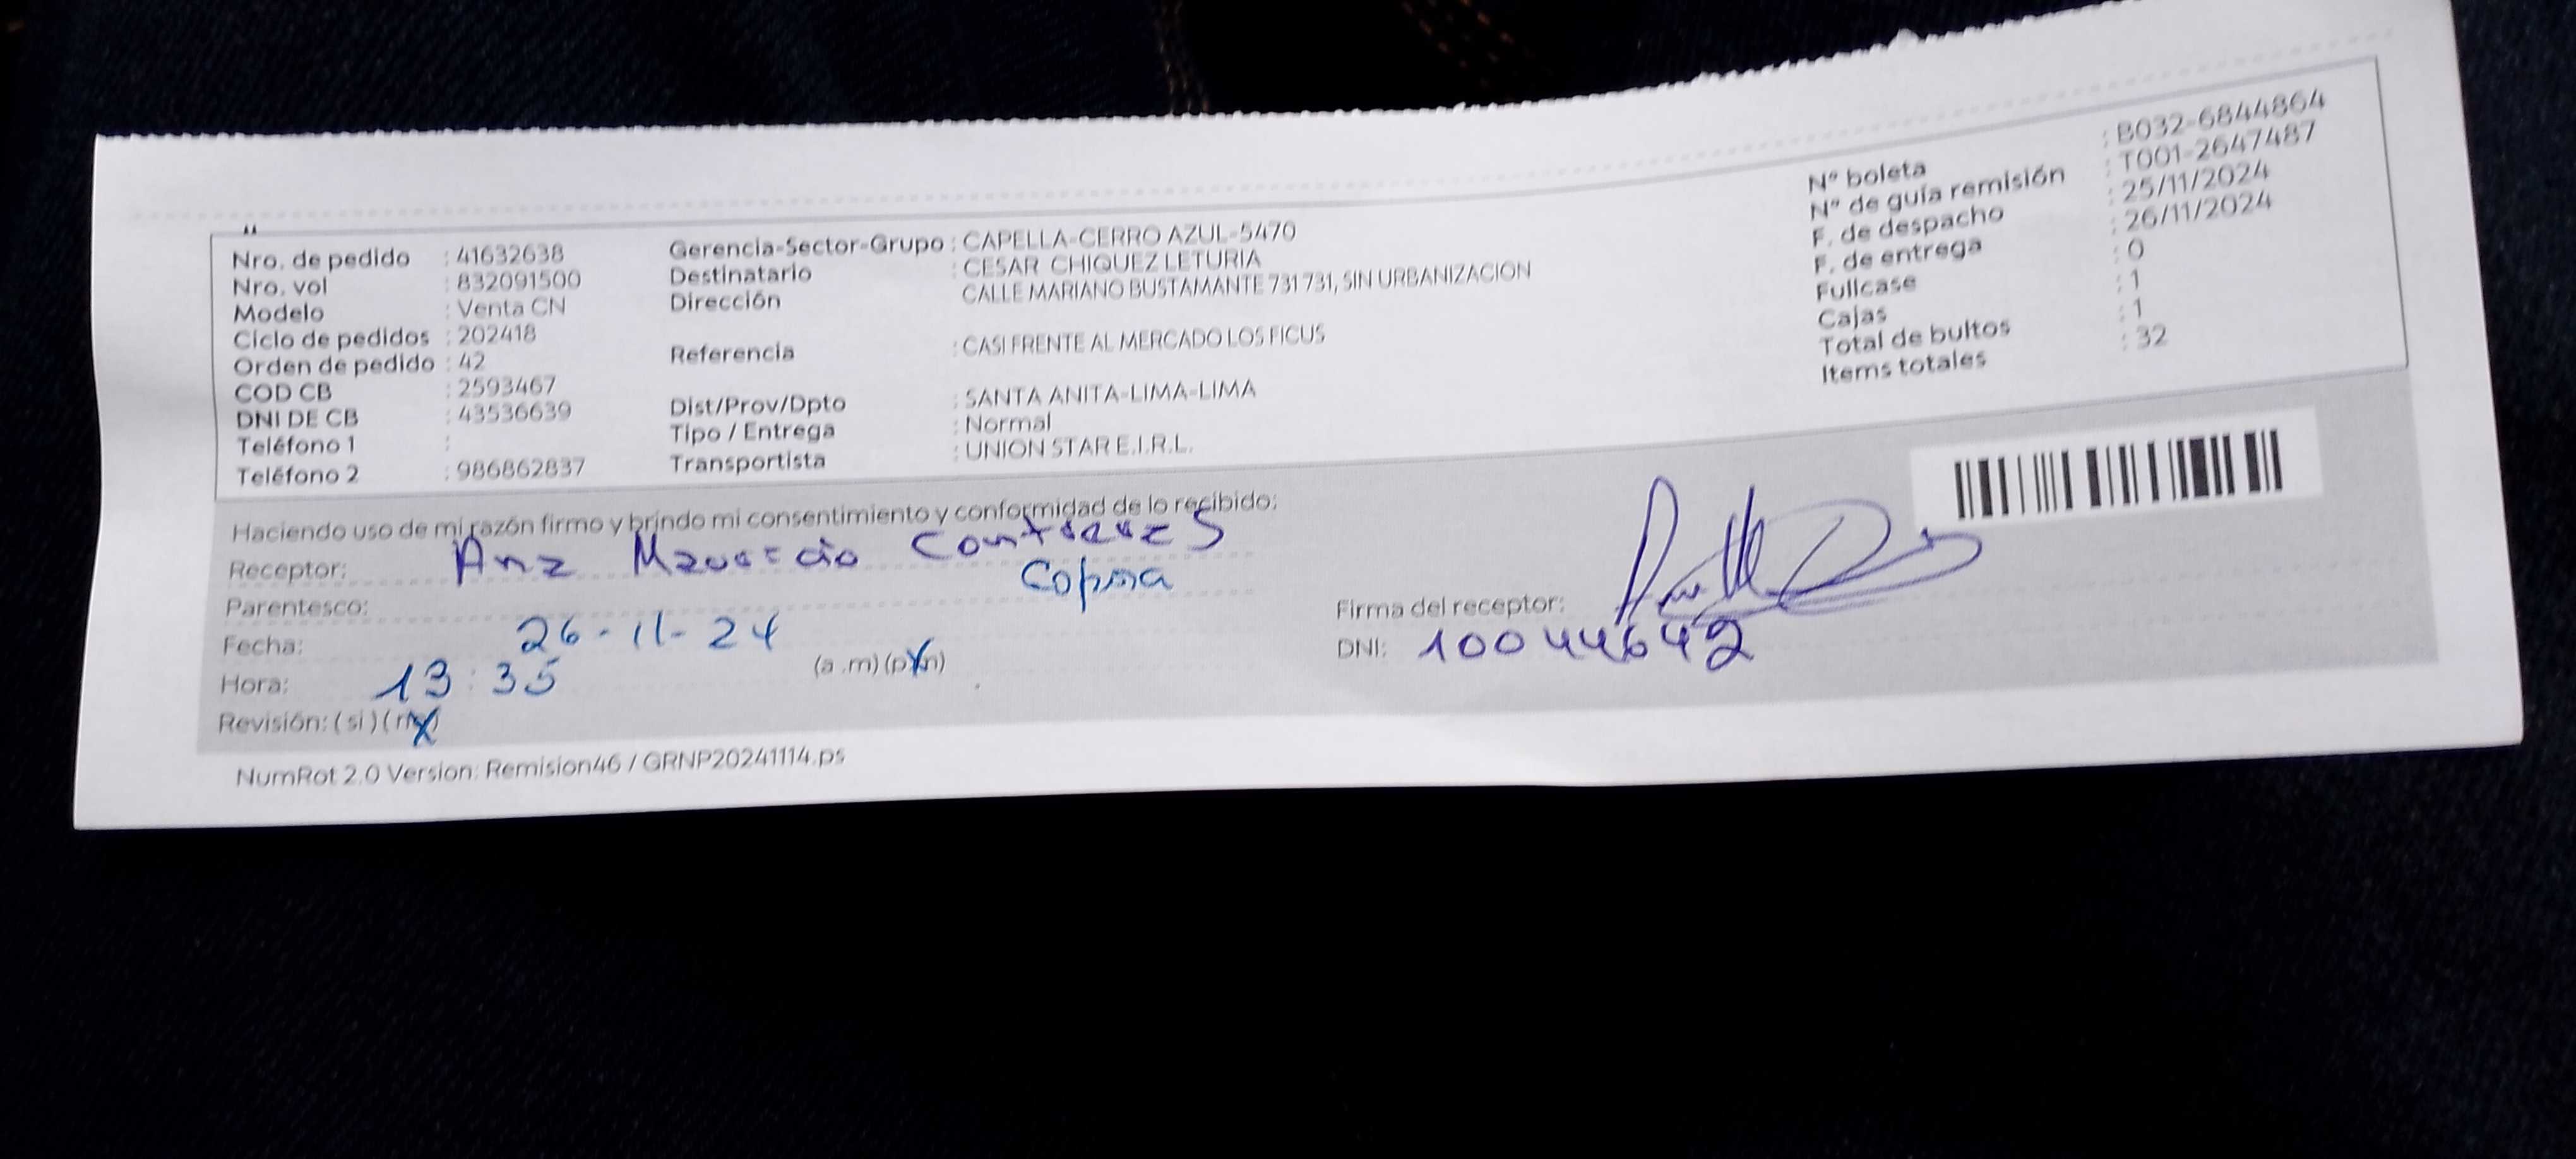 Nro. de pedido : 41632638
Nro. vol : 832091500
Modelo : Venta CN
Ciclo de pedidos : 202418
Orden de pedido : 42
COD CB : 2593467
DNI DE CB : 43536639
Teléfono 1 :
Teléfono 2 : 986862837
Gerencia-Sector-Grupo : CAPELLA-CERRO AZUL-5470
Destinatario : CESAR CHIQUEZ LETURIA
Dirección CALLE MARIANO BUSTAMANTE 731 731, SIN URBANIZACION
Referencia : CASI FRENTE AL MERCADO LOS FICUS
Dist/Prov/Dpto : SANTA ANITA-LIMA-LIMA
Tipo / Entrega : Normal
Transportista : UNION STAR E.I.R.L.
N° boleta : B032-6844864
N° de guía remisión : T001-2647487
F. de despacho : 25/11/2024
F. de entrega : 26/11/2024
Fullcase : 0
Cajas : 1
Total de bultos : 1
Items totales : 32
Haciendo uso de mi razón firmo y brindo mi consentimiento y conformidad de lo recibido:
Receptor: Ana
Parentesco:
Fecha: 26-11-24
Hora: 13:35 (a.m) (p.m)
Revisión: (si) (no)
Firma del receptor:
DNI: 10044642
NumRot 2.0 Version: Remision46 / GRNP20241114.ps